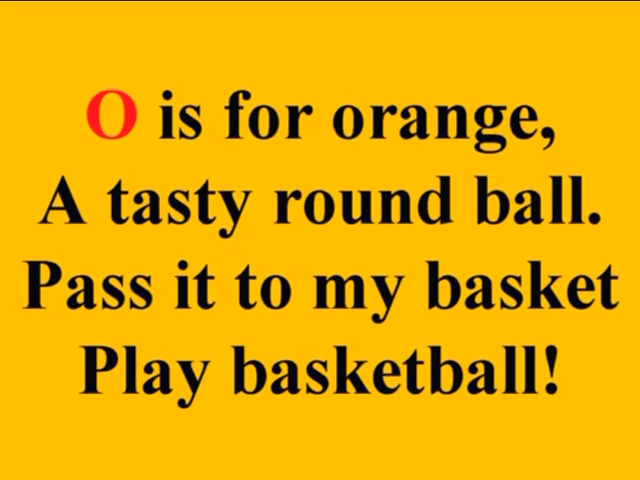 O is for orange,
A tasty round ball.
Pass it to my basket
Play basketball!